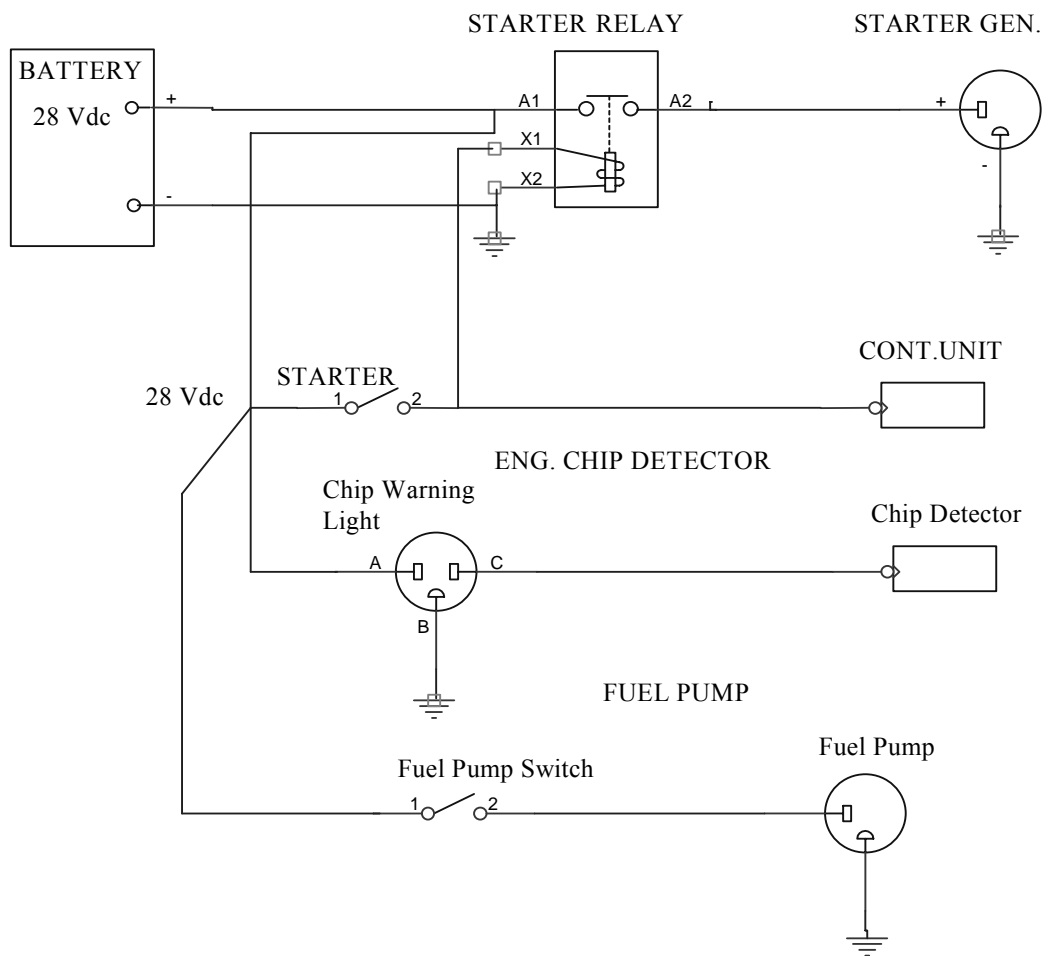 STARTER RELAY
STARTER GEN.
BATTERY
28 Vdc
+
-
A1
A2
X1
X2
+
-
CONT.UNIT
28 Vdc
STARTER
1
2
ENG. CHIP DETECTOR
Chip Warning
Light
Chip Detector
A
C
B
FUEL PUMP
Fuel Pump
Fuel Pump Switch
1
2